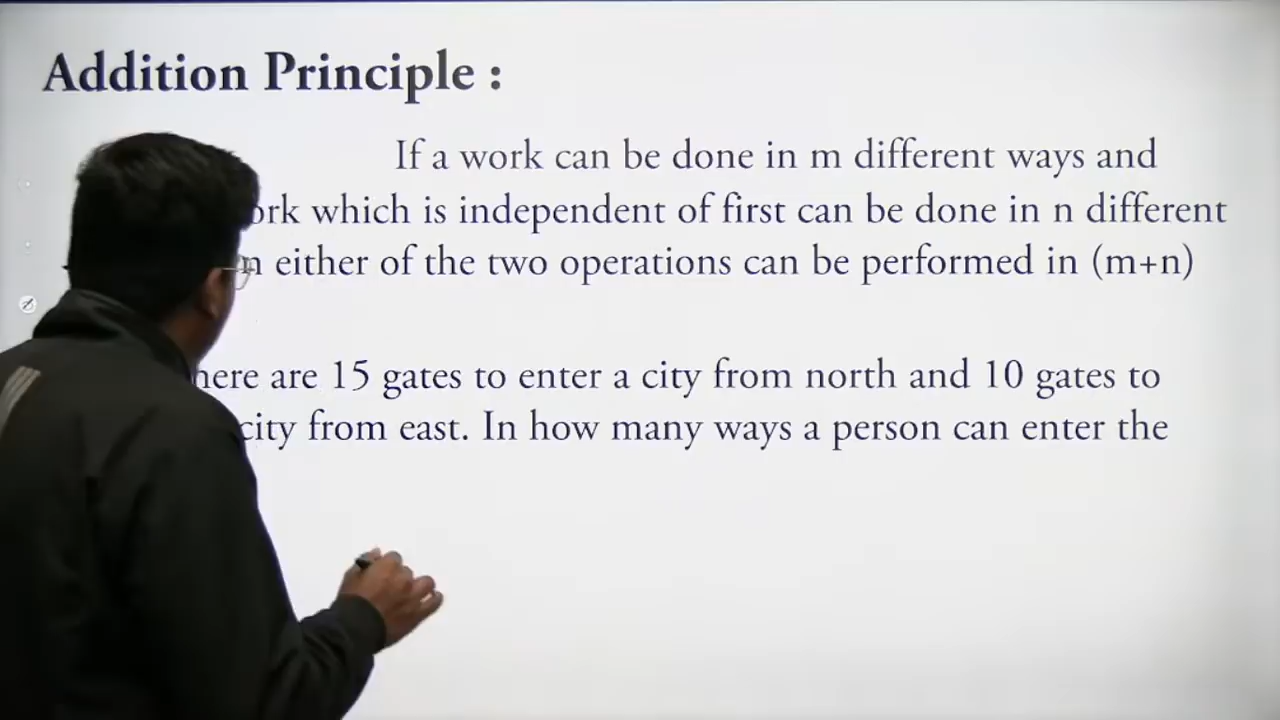 Addition Principle :
If a work can be done in m different ways and
which is independent of first can be done in n different
either of the two operations can be performed in (m+n)
are 15 gates to enter a city from north and 10 gates to
city from east. In how many ways a person can enter the